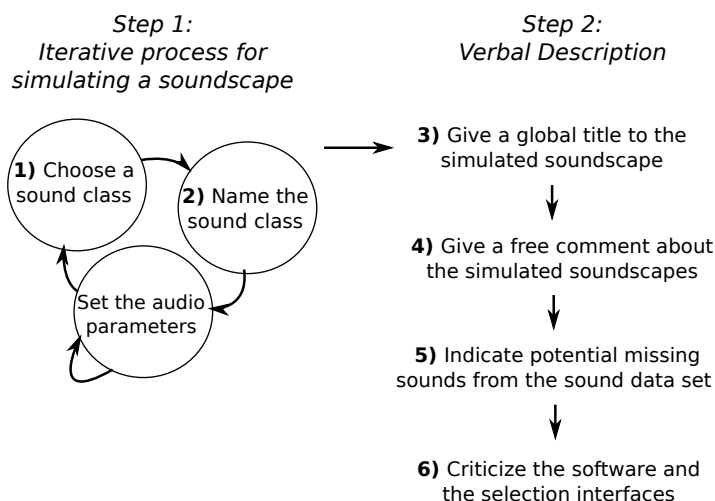 Step 1:
Iterative process for
simulating a soundscape
1) Choose a
sound class
2) Name the
sound class
Set the audio
parameters
Step 2:
Verbal Description
3) Give a global title to the
simulated soundscape
4) Give a free comment about
the simulated soundscapes
5) Indicate potential missing
sounds from the sound data set
6) Criticize the software and
the selection interfaces